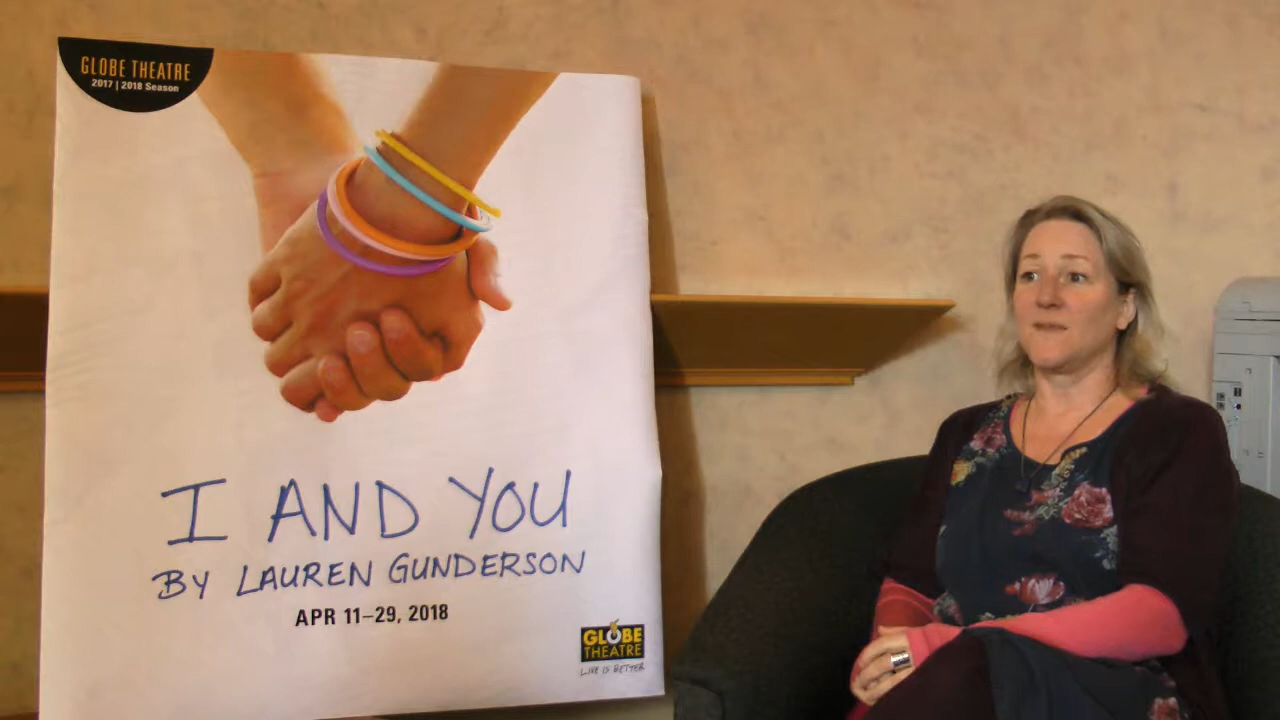 GLOBE THEATRE
2017 | 2018 Season
I AND YOU
BY LAUREN GUNDERSON
APR 11–29, 2018
GLOBE
THEATRE
LIVE IS BETTER